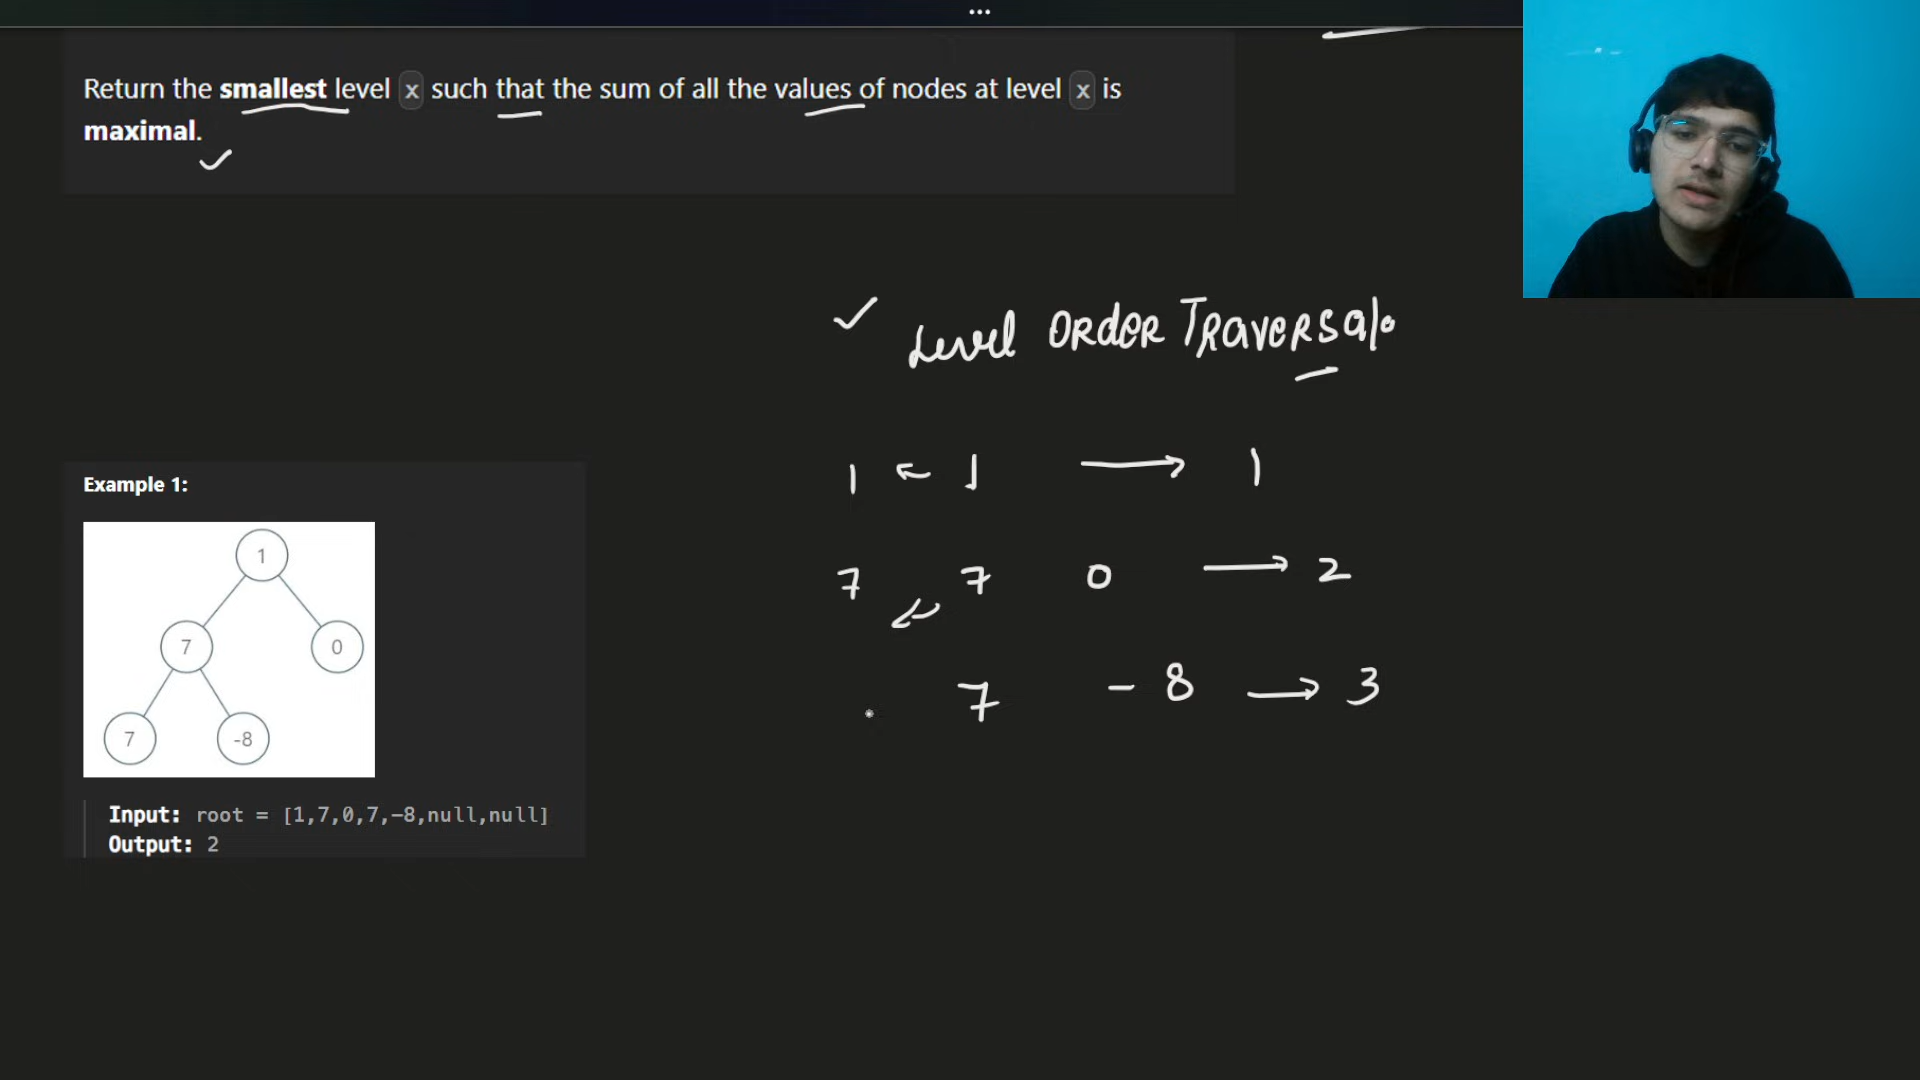 ...
Return the smallest level x such that the sum of all the values of nodes at level x is
maximal.
Level Order Traversal.
1 ← 1 → 1
7 7 0 → 2
7 - 8 → 3
Example 1:
1
7 0
7 -8
Input: root = [1,7,0,7,-8,null,null]
Output: 2